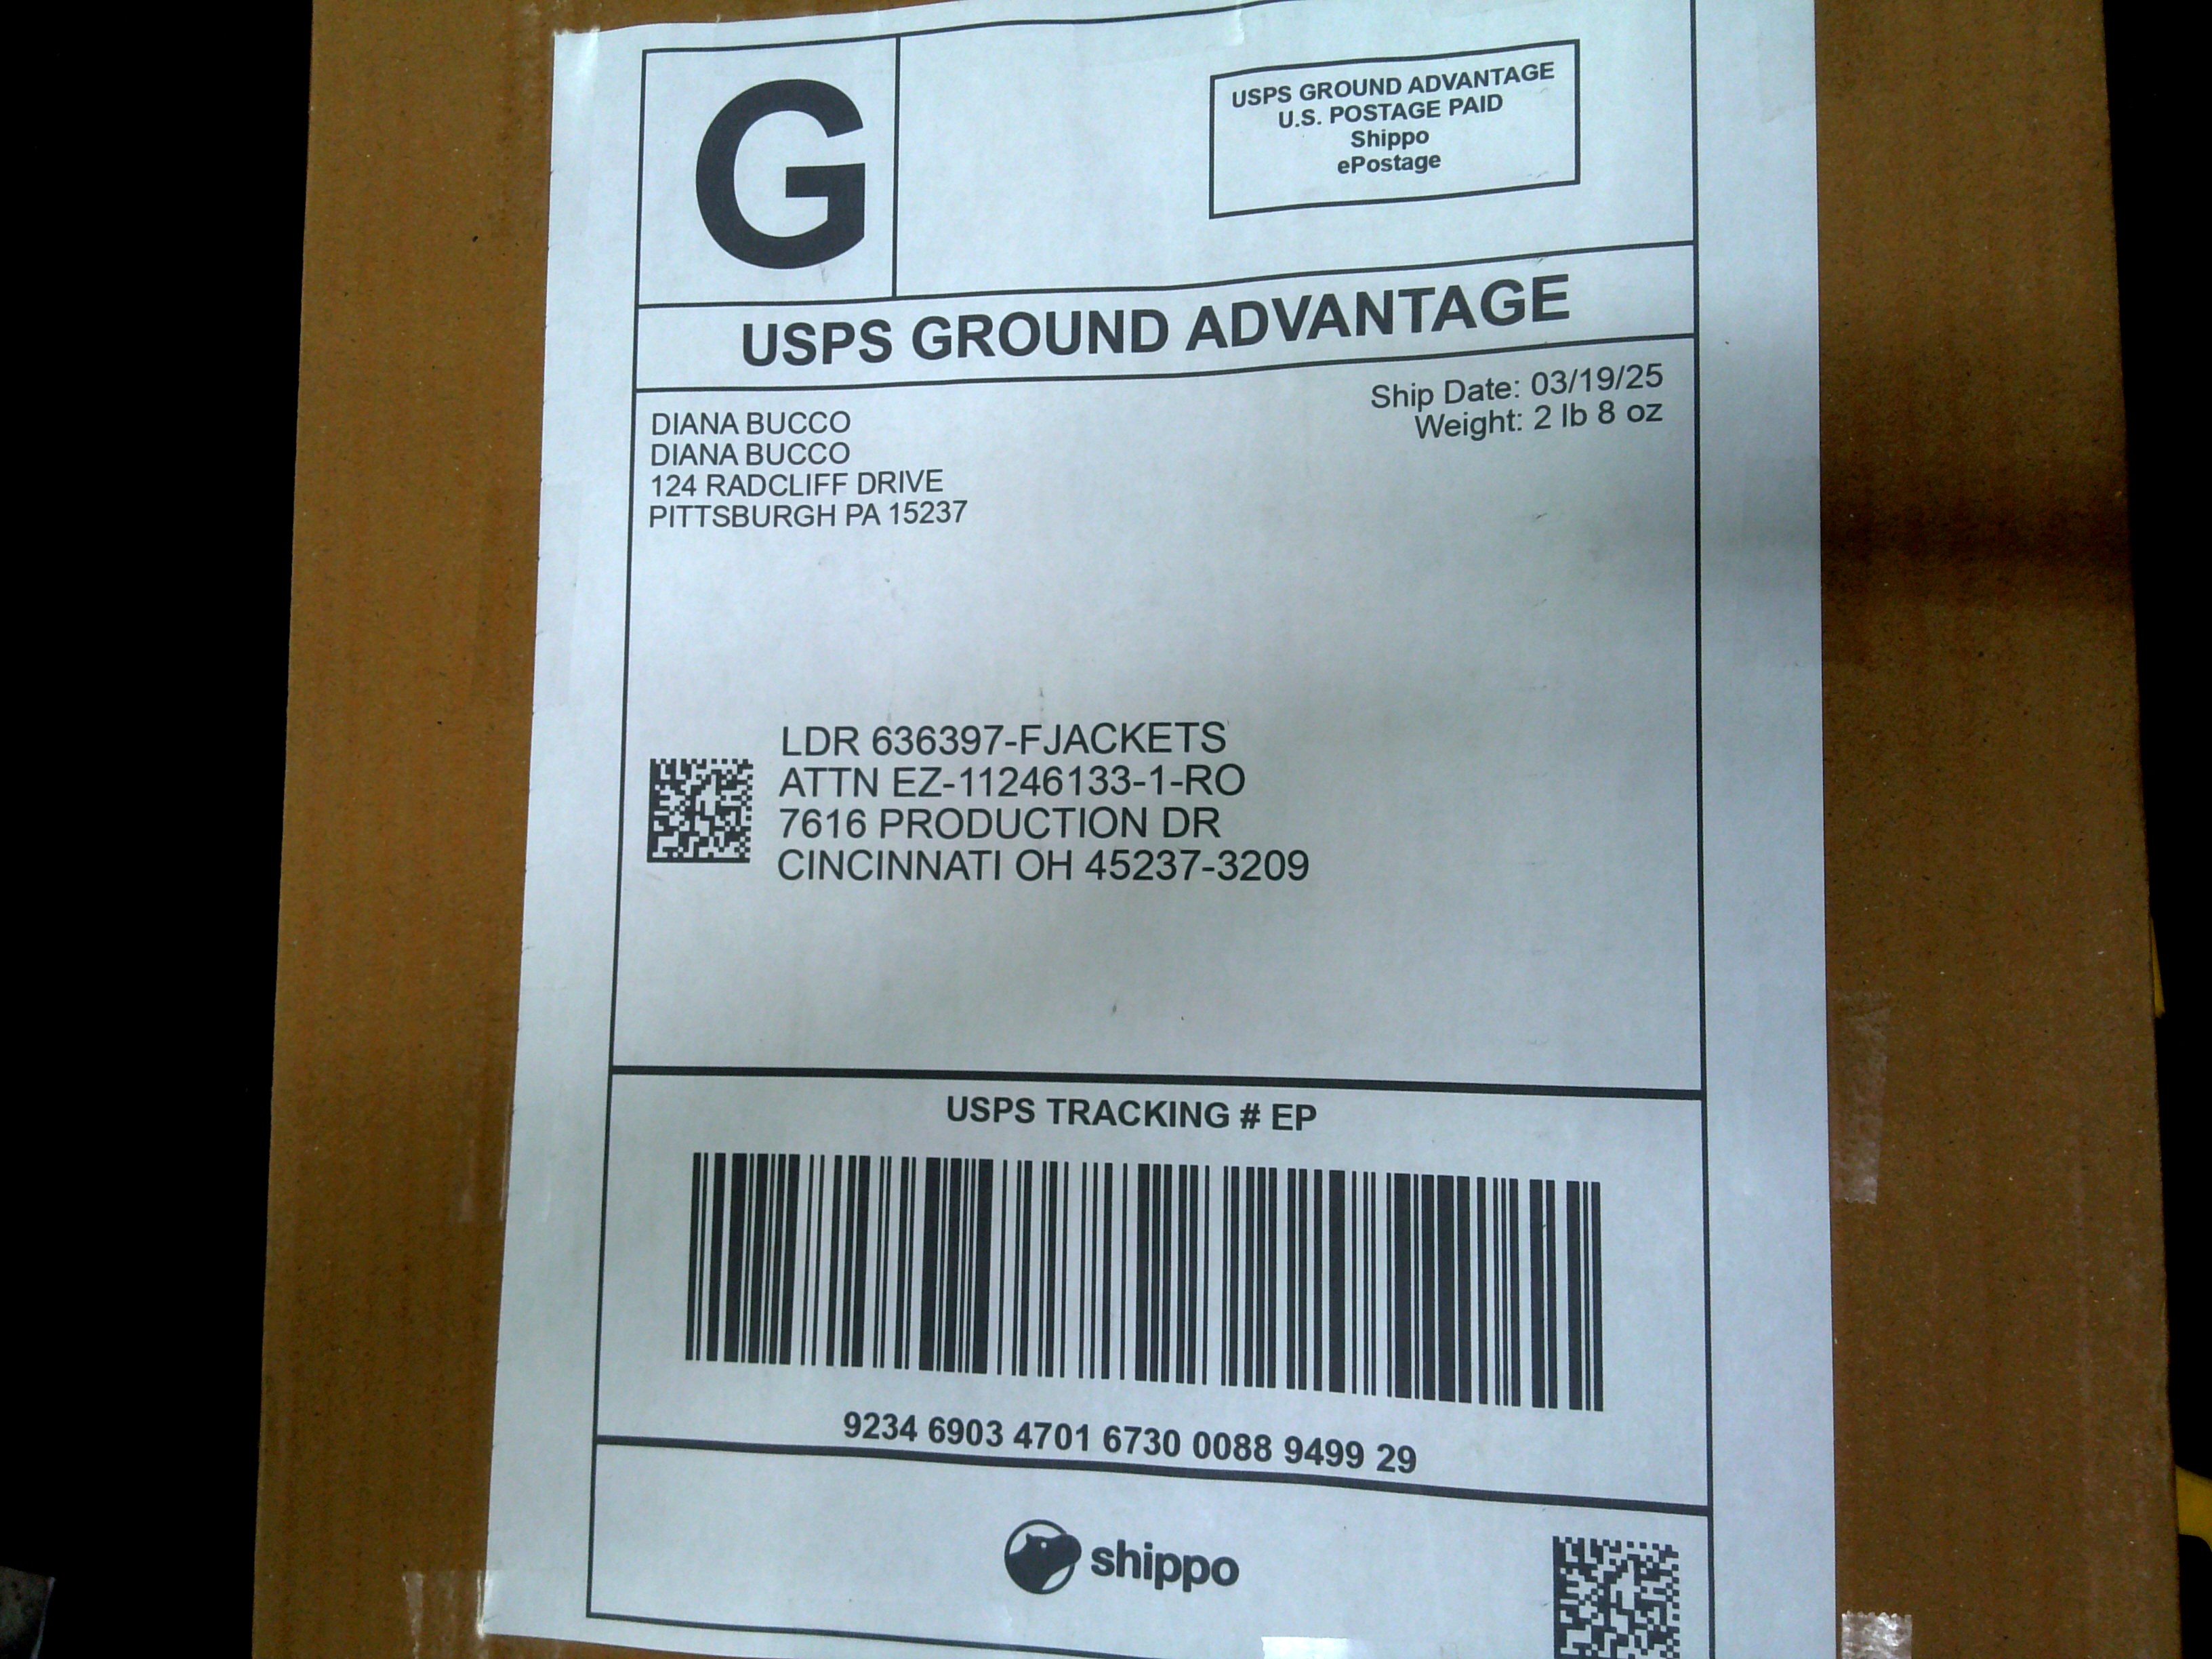 G
USPS GROUND ADVANTAGE
U.S. POSTAGE PAID
Shippo
ePostage
USPS GROUND ADVANTAGE
Ship Date: 03/19/25
Weight: 2 lb 8 oz
DIANA BUCCO
DIANA BUCCO
124 RADCLIFF DRIVE
PITTSBURGH PA 15237
LDR 636397-FJACKETS
ATTN EZ-11246133-1-RO
7616 PRODUCTION DR
CINCINNATI OH 45237-3209
USPS TRACKING # EP
9234 6903 4701 6730 0088 9499 29
shippo